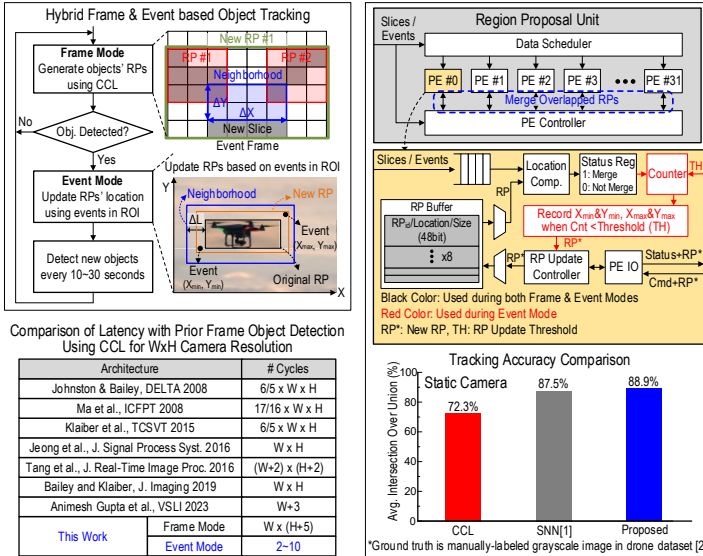 Hybrid Frame & Event based Object Tracking
Frame Mode
Generate objects' RPs
using CCL
No
Obj. Detected?
Yes
Event Mode
Update RPs' location
using events in ROI
Detect new objects
every 10~30 seconds
New RP #1
RP #1
RP #2
Neighborhood
ΔY
ΔX
New Slice
Event Frame
Update RPs based on events in ROI
Y
Neighborhood
New RP
ΔL
Event
(Xmax, Ymax)
Event
(Xmin, Ymin)
Original RP
X
Region Proposal Unit
Slices /
Events
Data Scheduler
PE #0
PE #1
PE #2
PE #3
PE #31
Merge Overlapped RPs
PE Controller
Slices / Events
Location
Comp.
Status Reg
1: Merge
0: Not Merge
Counter
TH
RP
RP Buffer
RPid/Location/Size
(48bit)
x8
Record Xmin&Ymin, Xmax&Ymax
when Cnt <Threshold (TH)
RP*
RP*
RP Update
Controller
PE IO
Status+RP*
Cmd+RP*
Black Color: Used during both Frame & Event Modes
Red Color: Used during Event Mode
RP*: New RP, TH: RP Update Threshold
Comparison of Latency with Prior Frame Object Detection
Using CCL for WxH Camera Resolution
Architecture # Cycles
Johnston & Bailey, DELTA 2008 6/5 x W x H
Ma et al., ICFPT 2008 17/16 x W x H
Klaiber et al., TCSVT 2015 6/5 x W x H
Jeong et al., J. Signal Process Syst. 2016 W x H
Tang et al., J. Real-Time Image Proc. 2016 (W+2) x (H+2)
Bailey and Klaiber, J. Imaging 2019 W x H
Animesh Gupta et al., VSLI 2023 W+3
This Work
Frame Mode W x (H+5)
Event Mode 2~10
Tracking Accuracy Comparison
Avg. Intersection Over Union (%)
100
80
60
40
20
0
Static Camera
72.3%
87.5%
88.9%
CCL
SNN[1]
Proposed
*Ground truth is manually-labeled grayscale image in drone dataset [2